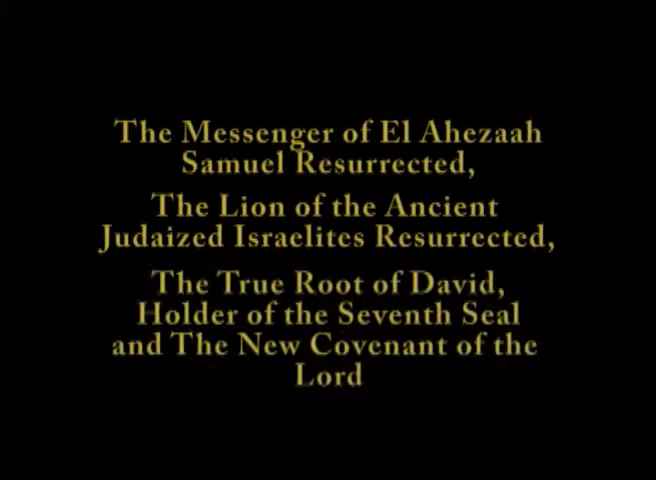 The Messenger of El Ahezaah
Samuel Resurrected,
The Lion of the Ancient
Judaized Israelites Resurrected,
The True Root of David,
Holder of the Seventh Seal
and The New Covenant of the
Lord